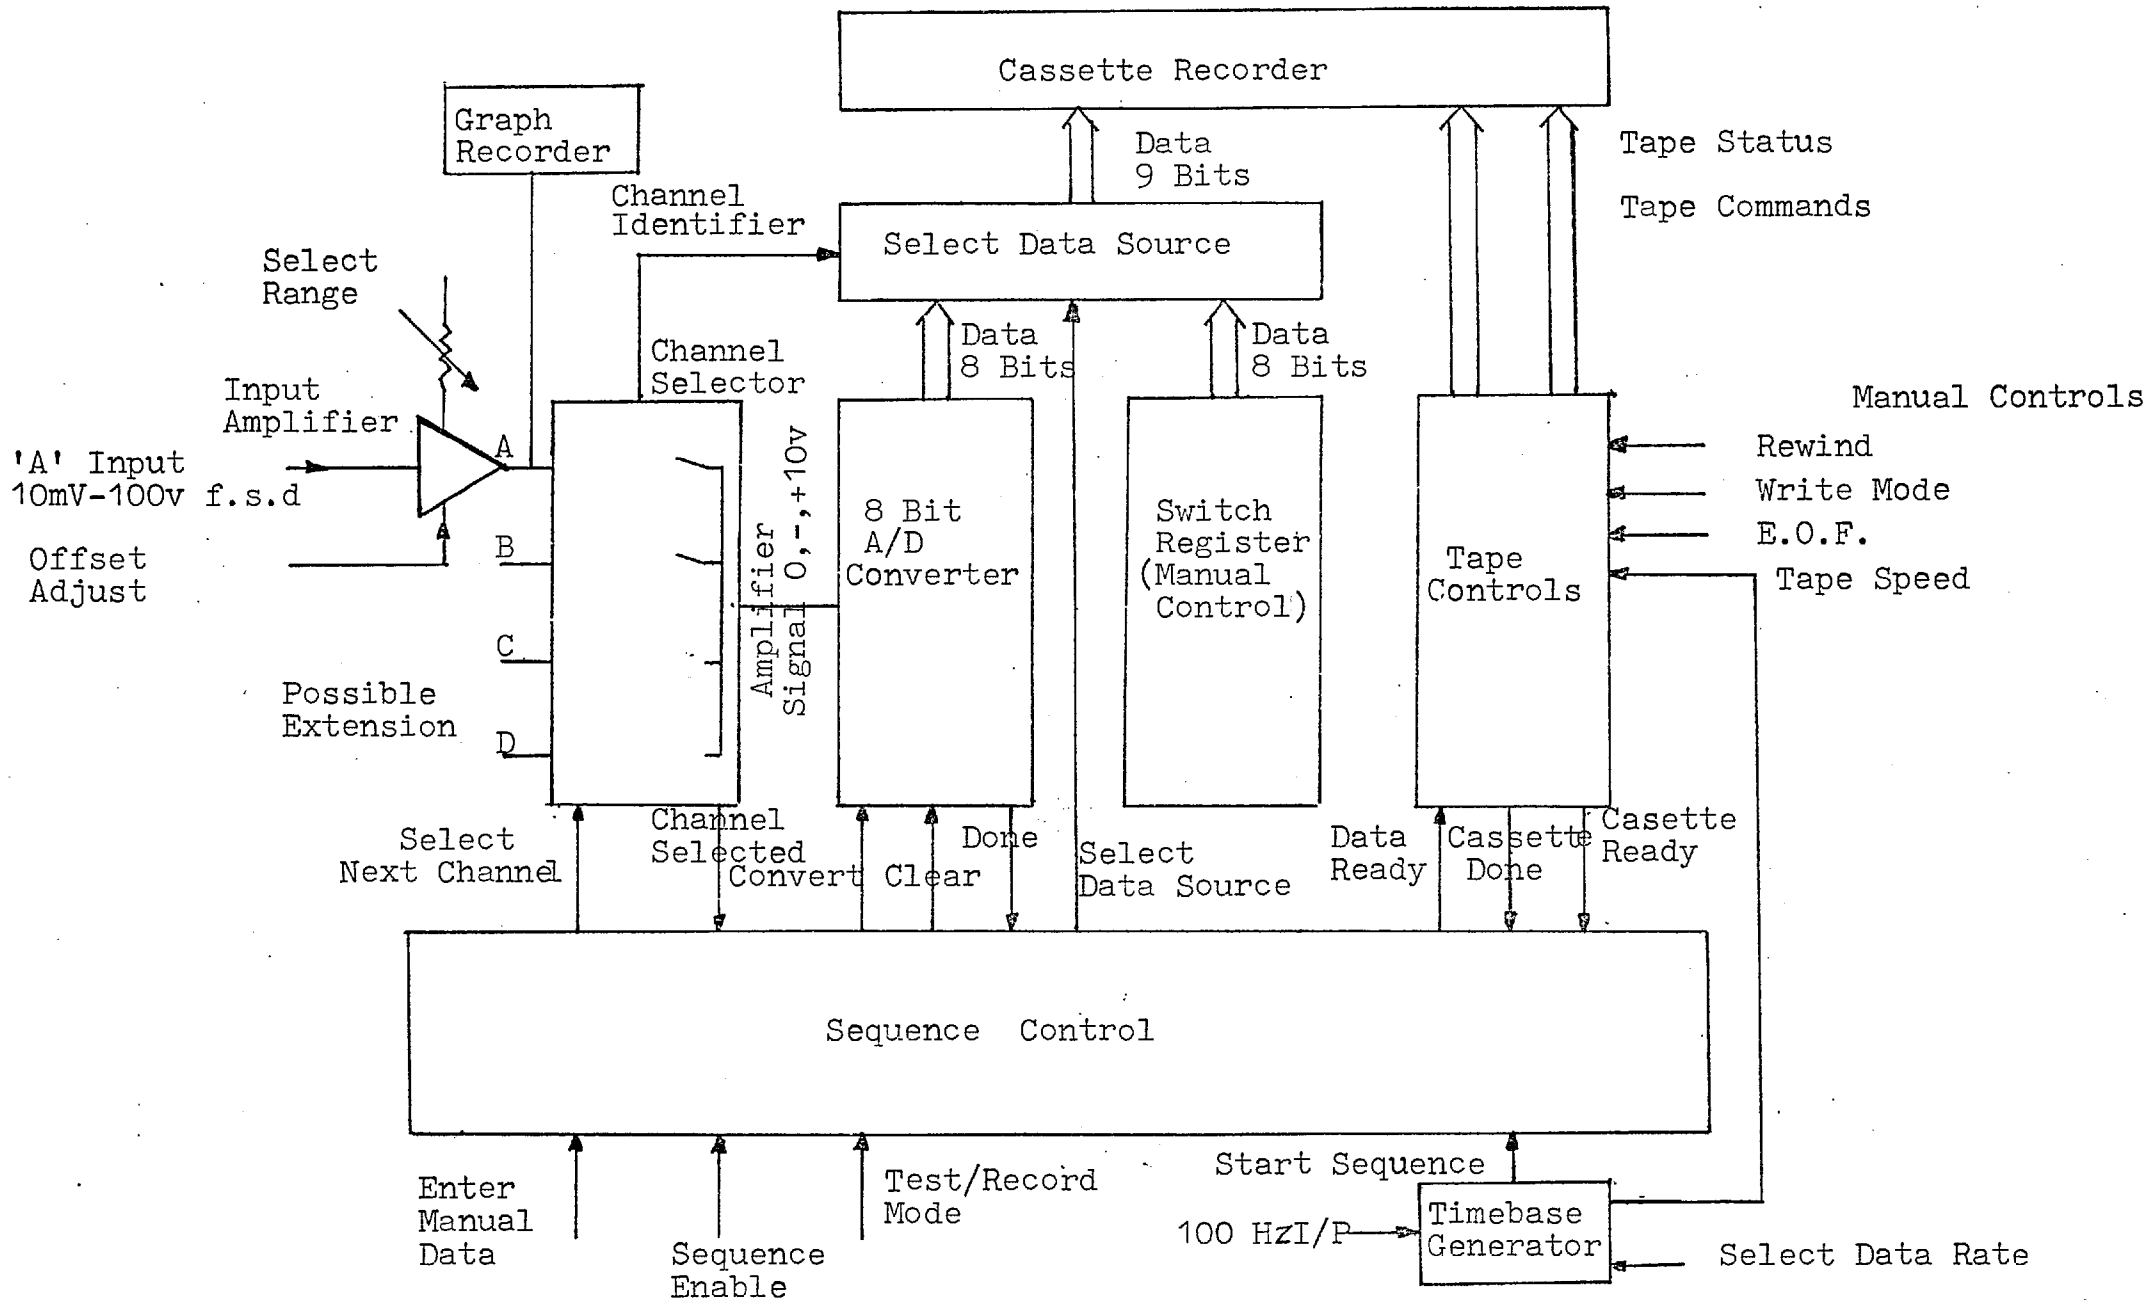 Cassette Recorder
Graph
Recorder
Data
9 Bits
Tape Status
Tape Commands
Channel
Identifier
Select Data Source
Select
Range
Data
8 Bits
Data
8 Bits
Channel
Selector
Input
Amplifier
Manual Controls
'A' Input
10mV-100v f.s.d
A
Rewind
Write Mode
E.O.F.
Tape Speed
Offset
Adjust
B
C
D
Possible
Extension
Amplifier
Signal 0,-,+10v
8 Bit
A/D
Converter
Switch
Register
(Manual
Control)
Tape
Controls
Select
Next Channel
Channel
Selected
Convert
Clear
Done
Select
Data Source
Data
Ready
Cassette
Done
Casette
Ready
Sequence Control
Enter
Manual
Data
Sequence
Enable
Test/Record
Mode
Start Sequence
100 HzI/P
Timebase
Generator
Select Data Rate